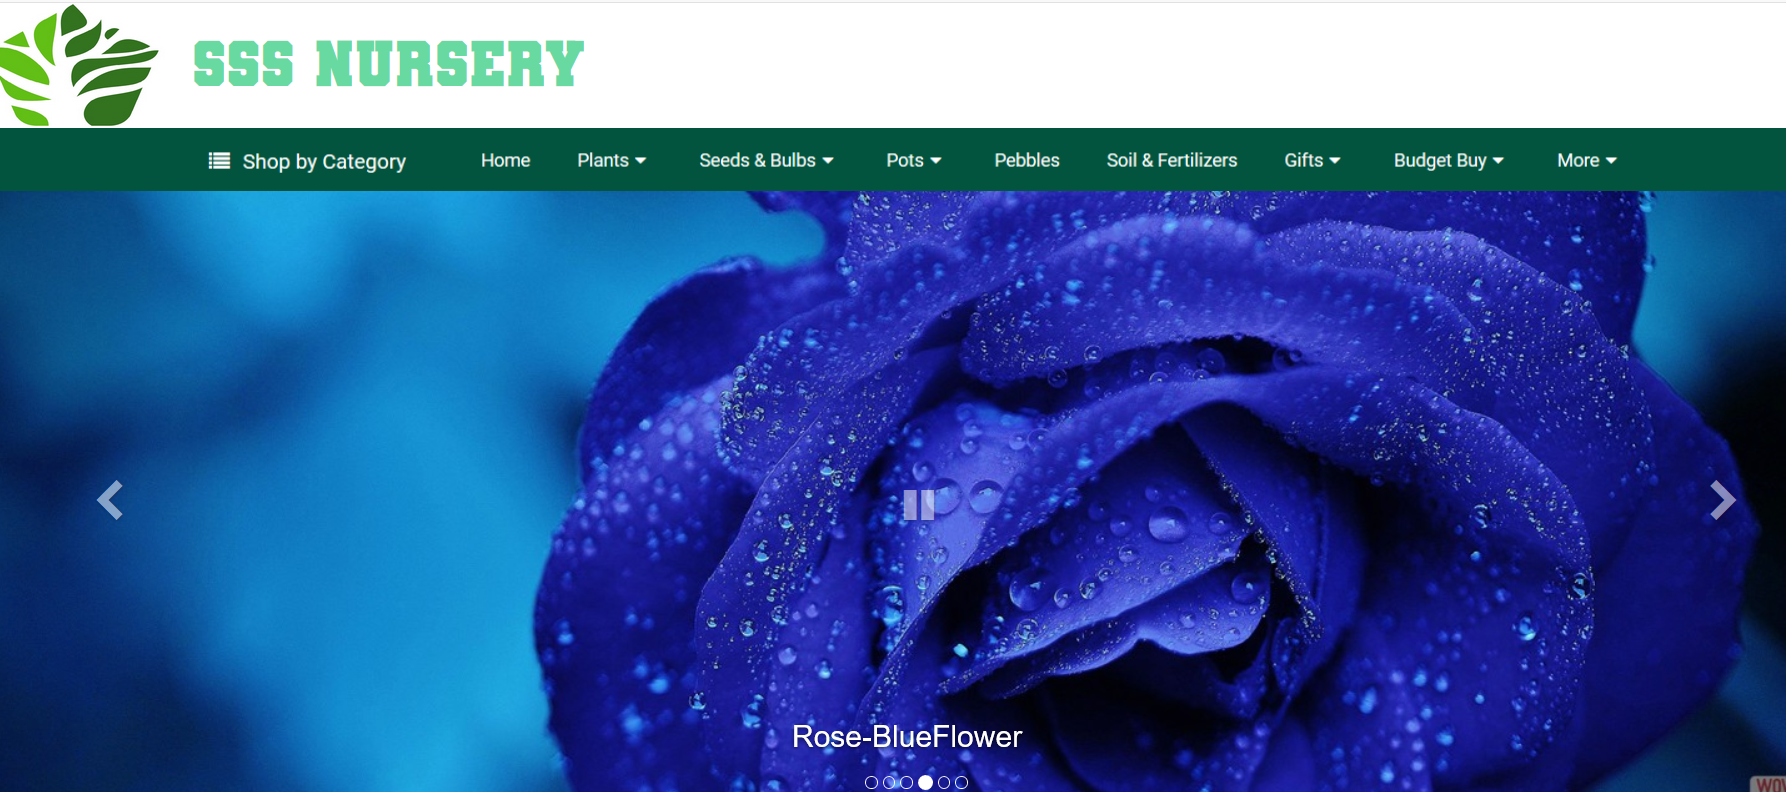 SSS NURSERY
Shop by Category Home Plants Seeds & Bulbs Pots Pebbles Soil & Fertilizers Gifts Budget Buy More
Rose-BlueFlower